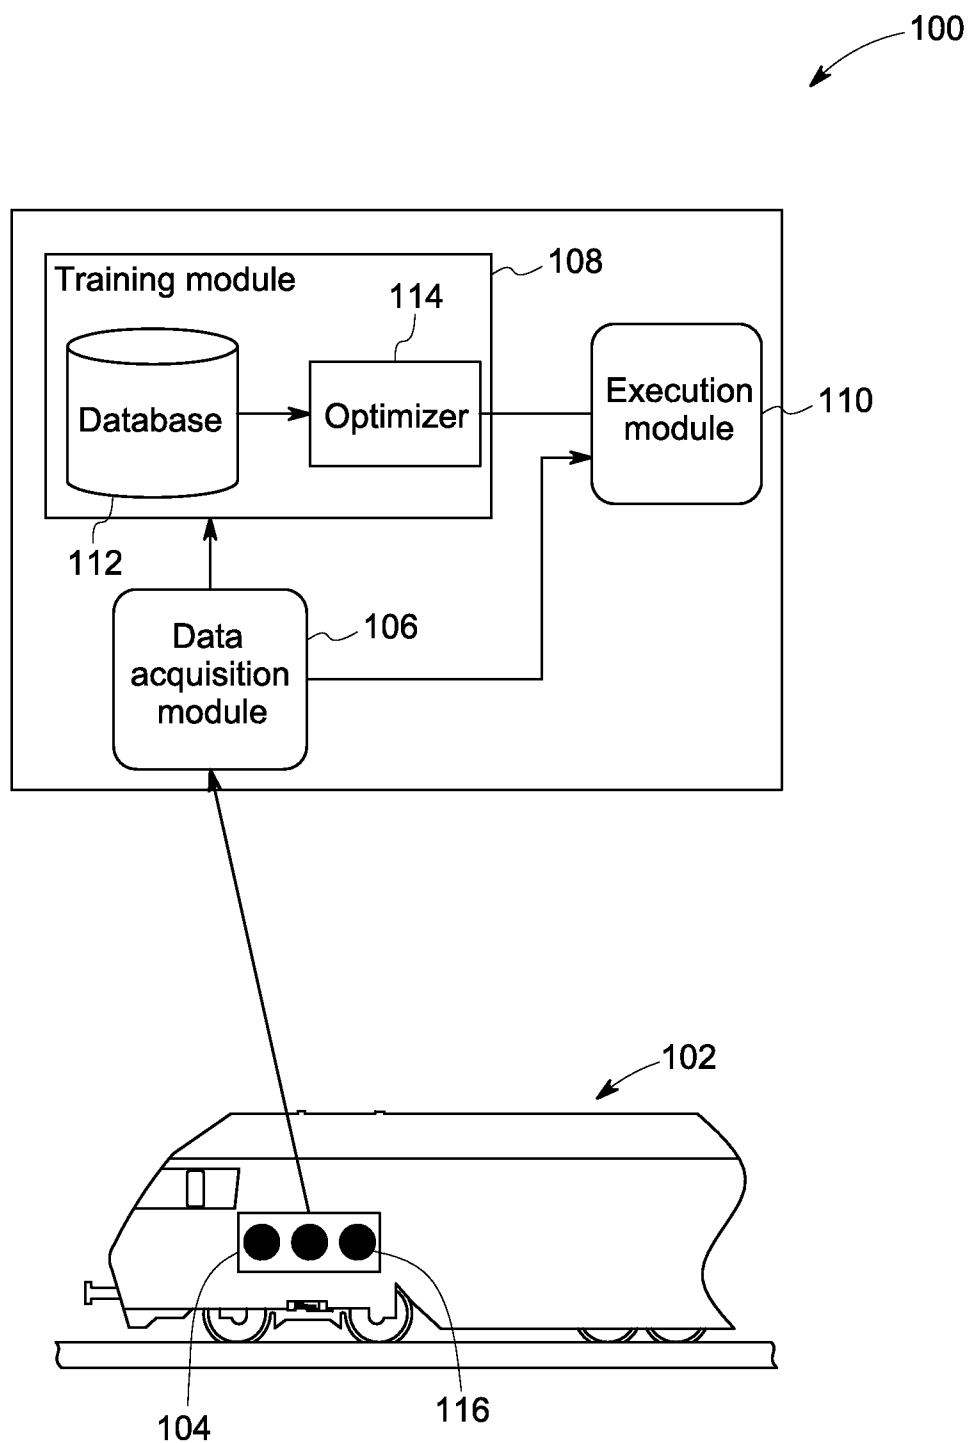 100
Training module
108
114
Database
Optimizer
Execution
module
110
112
Data
acquisition
module
106
102
104
116